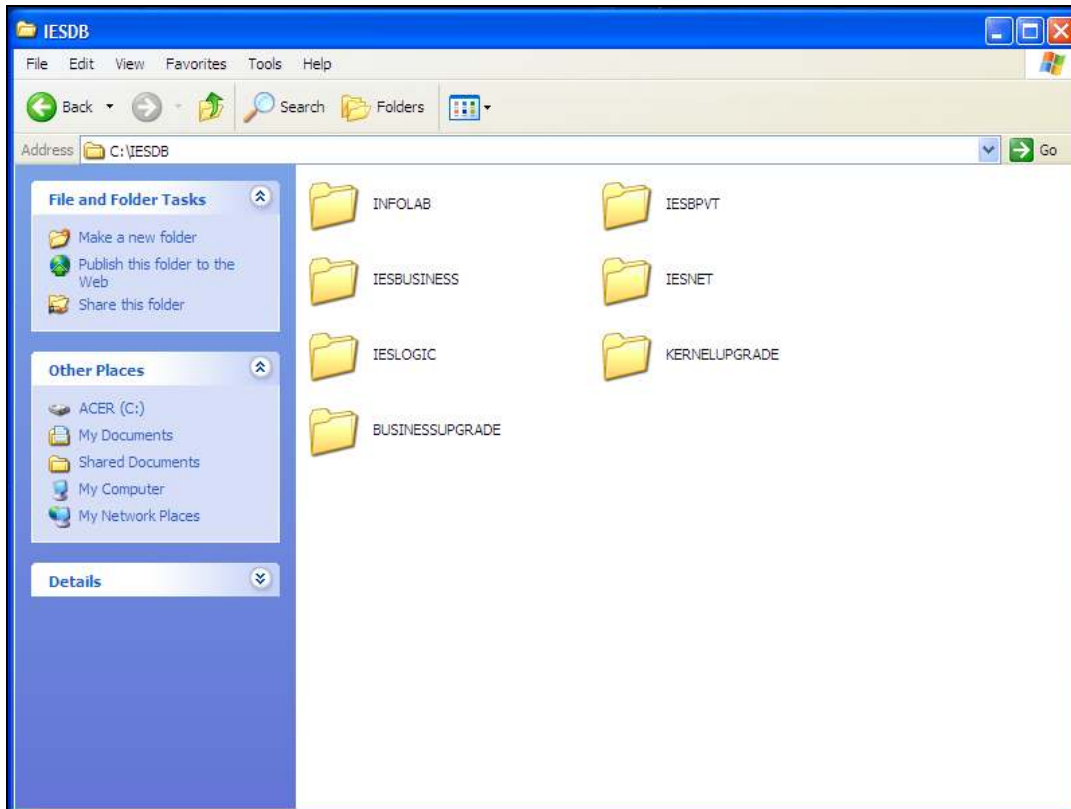 IESDB
File Edit View Favorites Tools Help
Back Search Folders
Address C:\IESDB Go
File and Folder Tasks
Make a new folder
Publish this folder to the
Web
Share this folder
Other Places
ACER (C:)
My Documents
Shared Documents
My Computer
My Network Places
Details
INFOLAB IESBPVT
IESBUSINESS IESNET
IESLOGIC KERNELUPGRADE
BUSINESSUPGRADE